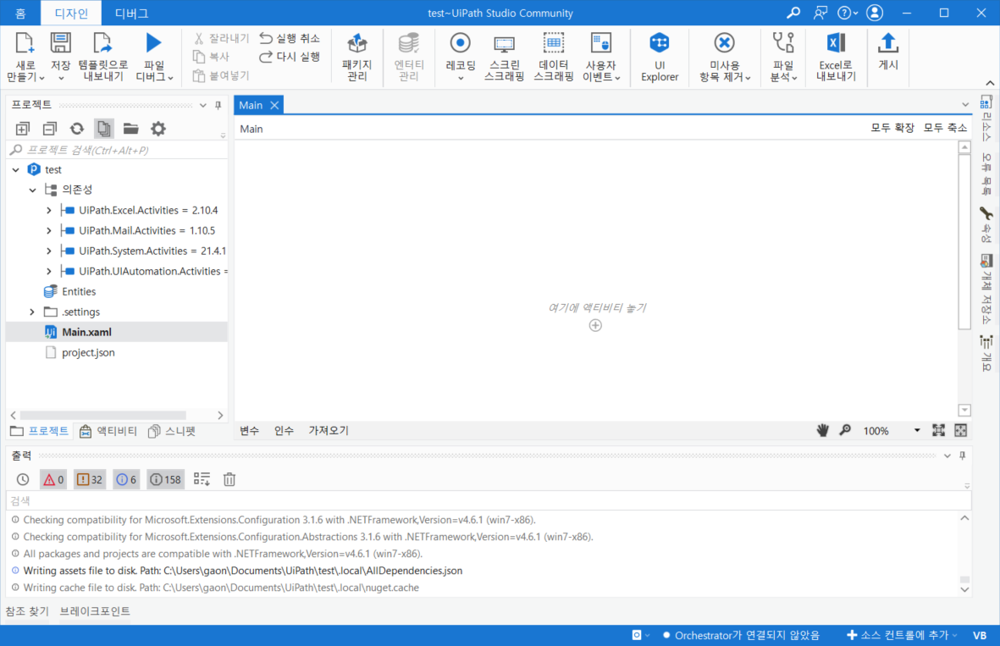 test~UiPath Studio Community
홈 디자인 디버그
새로 만들기
저장
템플릿으로 내보내기
파일 디버그
잘라내기
복사
붙여넣기
실행 취소
다시 실행
패키지 관리
엔터티 관리
레코딩
스크린 스크래핑
데이터 스크래핑
사용자 이벤트
UI Explorer
미사용 항목 제거
파일 분석
Excel로 내보내기
게시
프로젝트
프로젝트 검색(Ctrl+Alt+P)
test
의존성
UiPath.Excel.Activities = 2.10.4
UiPath.Mail.Activities = 1.10.5
UiPath.System.Activities = 21.4.1
UiPath.UIAutomation.Activities =
Entities
.settings
Main.xaml
project.json
프로젝트 액티비티 스니펫
Main
Main 모두 확장 모두 축소
여기에 액티비티 놓기
변수 인수 가져오기 100%
리소스
오류 목록
속성
개체 저장소
개요
출력
0 32 6 158
검색
Checking compatibility for Microsoft.Extensions.Configuration 3.1.6 with .NETFramework,Version=v4.6.1 (win7-x86).
Checking compatibility for Microsoft.Extensions.Configuration.Abstractions 3.1.6 with .NETFramework,Version=v4.6.1 (win7-x86).
All packages and projects are compatible with .NETFramework,Version=v4.6.1 (win7-x86).
Writing assets file to disk. Path: C:\Users\gaon\Documents\UiPath\test\.local\AllDependencies.json
Writing cache file to disk. Path: C:\Users\gaon\Documents\UiPath\test\.local\nuget.cache
참조 찾기 브레이크포인트
Orchestrator가 연결되지 않았음 소스 컨트롤에 추가 VB